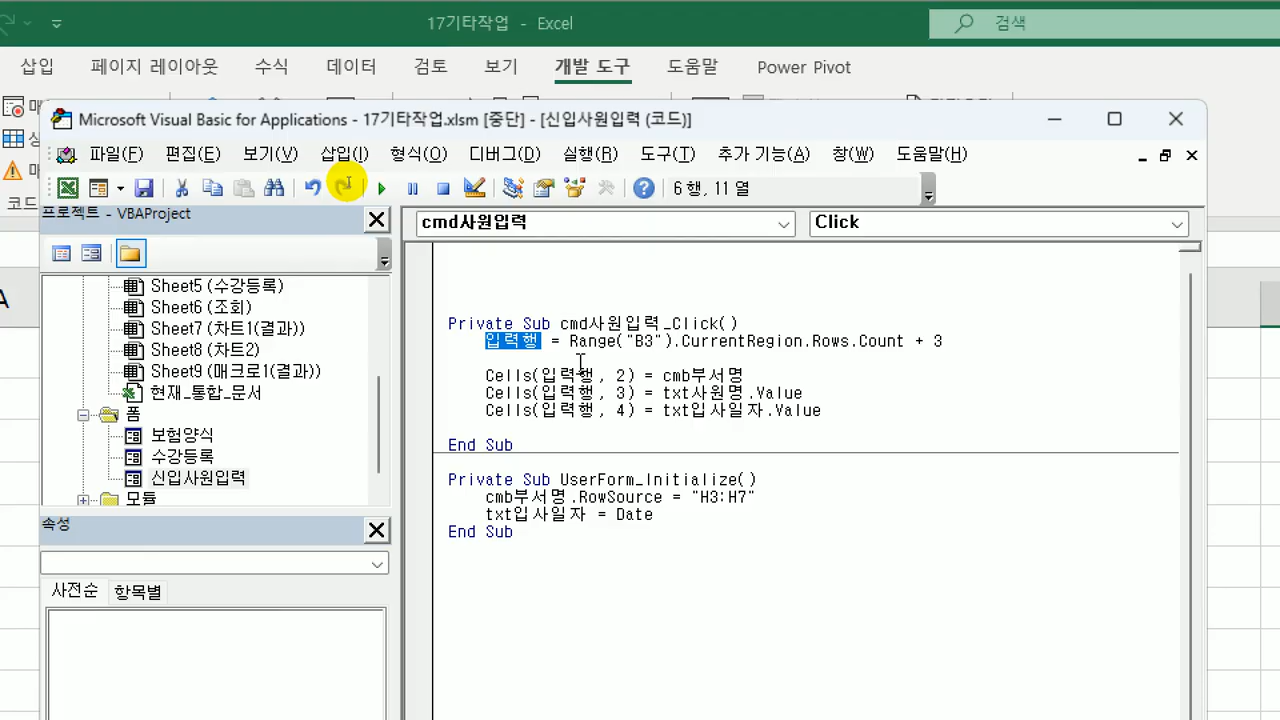 17기타작업 - Excel
검색
삽입 페이지 레이아웃 수식 데이터 검토 보기 개발 도구 도움말 Power Pivot
Microsoft Visual Basic for Applications - 17기타작업.xlsm [중단] - [신입사원입력 (코드)]
파일(F) 편집(E) 보기(V) 삽입(I) 형식(O) 디버그(D) 실행(R) 도구(T) 추가 기능(A) 창(W) 도움말(H)
6 행, 11 열
프로젝트 - VBAProject
cmd사원입력
Click
Sheet5 (수강등록)
Sheet6 (조회)
Sheet7 (차트1(결과))
Sheet8 (차트2)
Sheet9 (매크로1(결과))
현재_통합_문서
폼
보험양식
수강등록
신입사원입력
모듈
속성
사전순 항목별
Private Sub cmd사원입력_Click()
입력행 = Range("B3").CurrentRegion.Rows.Count + 3
Cells(입력행, 2) = cmb부서명
Cells(입력행, 3) = txt사원명.Value
Cells(입력행, 4) = txt입사일자.Value
End Sub
Private Sub UserForm_Initialize()
cmb부서명.RowSource = "H3:H7"
txt입사일자 = Date
End Sub